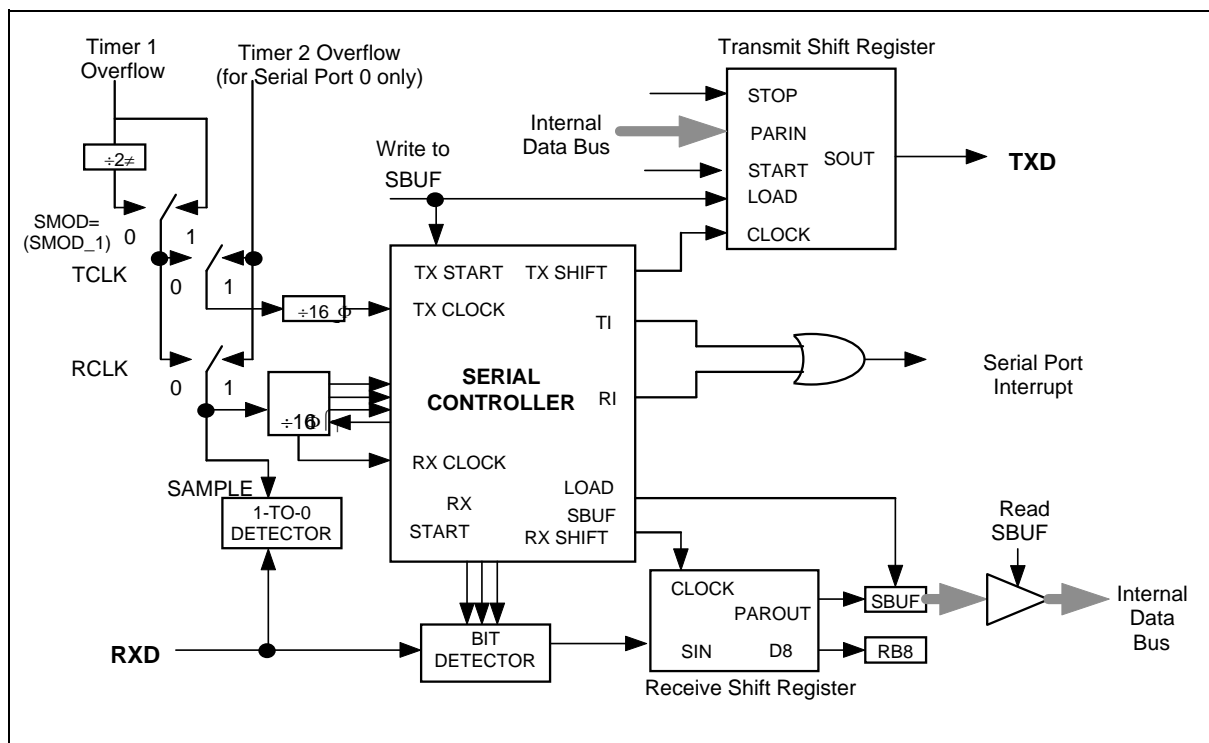 Timer 1
Overflow
Timer 2 Overflow
(for Serial Port 0 only)
Transmit Shift Register
÷2≠
Write to
SBUF
Internal
Data Bus
STOP
PARIN
START
SOUT
LOAD
CLOCK
TXD
SMOD=
(SMOD_1)
0
1
TCLK
0
1
÷16
TX START
TX SHIFT
TX CLOCK
TI
RCLK
0
1
SERIAL
CONTROLLER
RI
Serial Port
Interrupt
÷16
RX CLOCK
SAMPLE
1-TO-0
DETECTOR
RX
START
LOAD
SBUF
RX SHIFT
Read
SBUF
CLOCK
PAROUT
SBUF
Internal
Data
Bus
RXD
BIT
DETECTOR
SIN
D8
RB8
Receive Shift Register